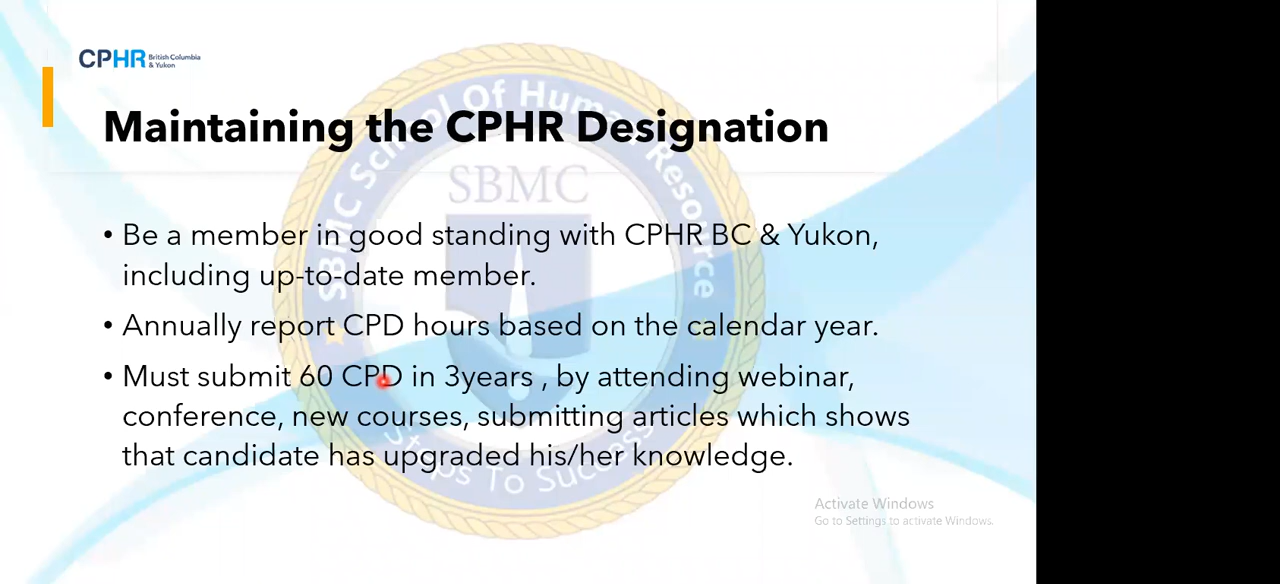 CPHR British Columbia
& Yukon
SBMC School Of Human Resource
Maintaining the CPHR Designation
SBMC
• Be a member in good standing with CPHR BC & Yukon,
including up-to-date member.
• Annually report CPD hours based on the calendar year.
• Must submit 60 CPD in 3years , by attending webinar,
conference, new courses, submitting articles which shows
that candidate has upgraded his/her knowledge.
Steps To Success
Activate Windows
Go to Settings to activate Windows.